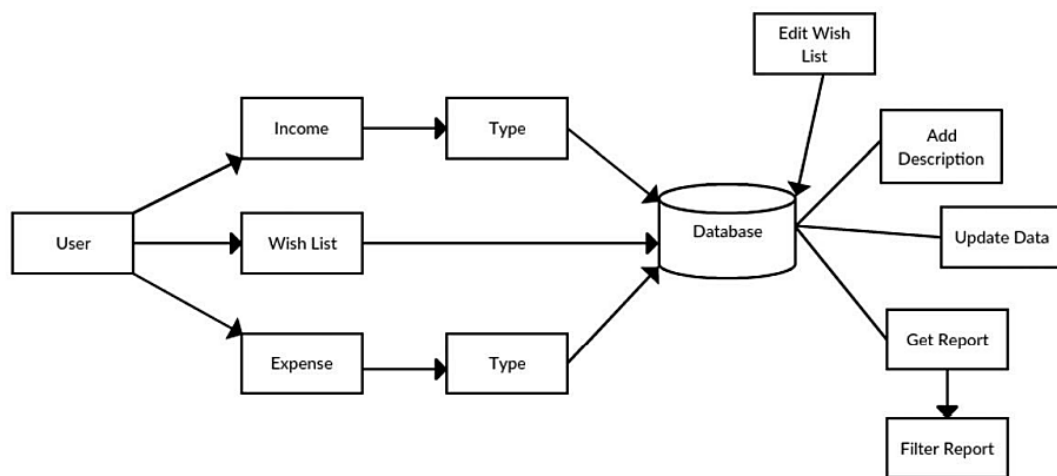 Edit Wish
List
Income
Type
Add
Description
User
Wish List
Database
Update Data
Expense
Type
Get Report
Filter Report